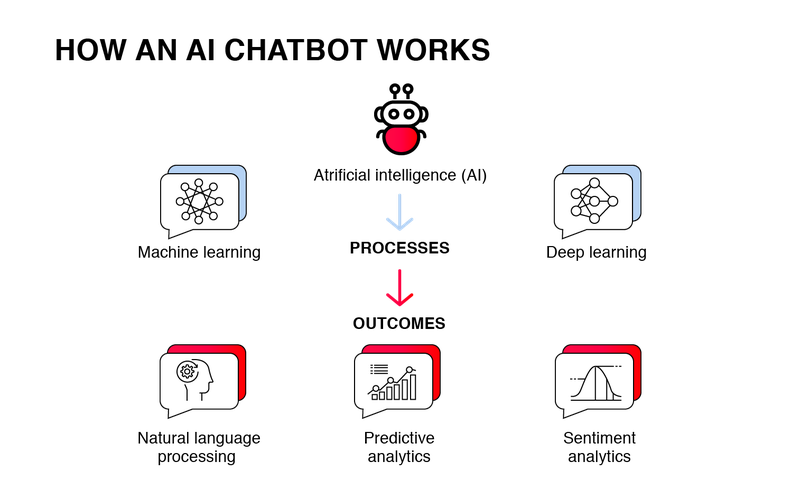 HOW AN AI CHATBOT WORKS
Atrificial intelligence (AI)
Machine learning
PROCESSES
Deep learning
OUTCOMES
Natural language
processing
Predictive
analytics
Sentiment
analytics